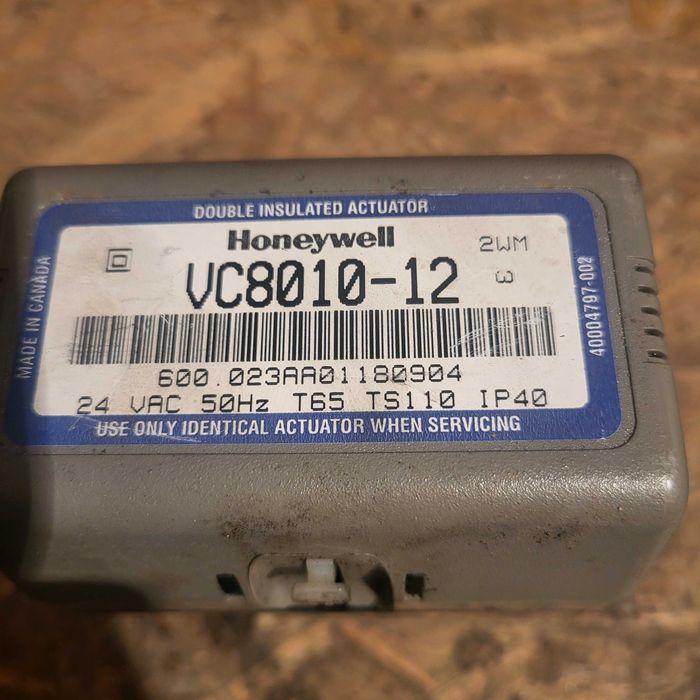 DOUBLE INSULATED ACTUATOR
Honeywell
2WM
VC8010-12
3
600.023AA01180904
24 VAC 50Hz T65 TS110 IP40
USE ONLY IDENTICAL ACTUATOR WHEN SERVICING
MADE IN CANADA
40004797-002